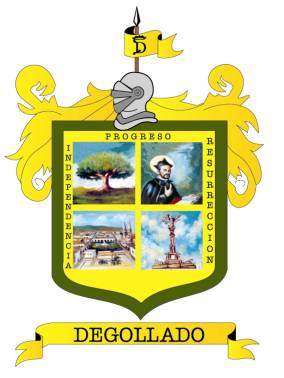 D
PROGRESO
INDEPENDENCIA
RESURRECCION
DEGOLLADO